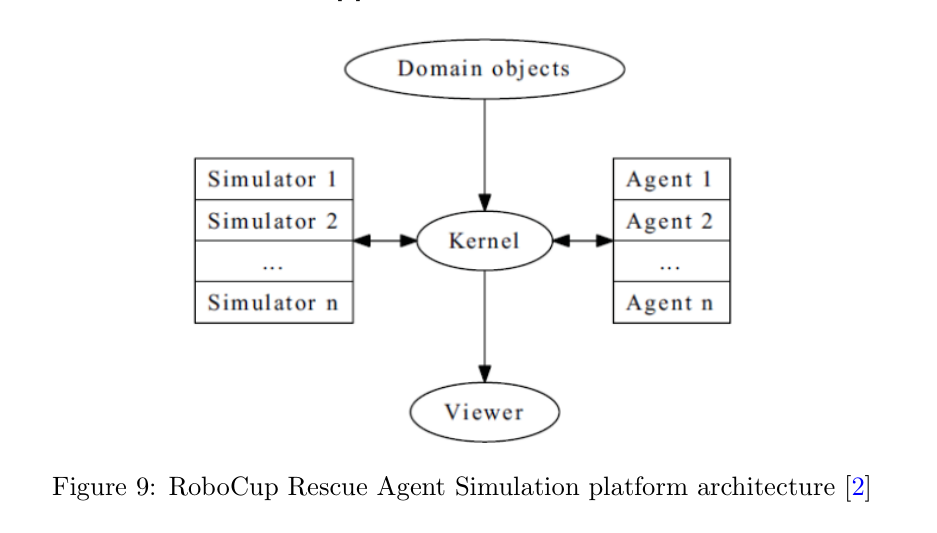 Domain objects
Simulator 1
Simulator 2
...
Simulator n
Kernel
Agent 1
Agent 2
...
Agent n
Viewer
Figure 9: RoboCup Rescue Agent Simulation platform architecture [2]